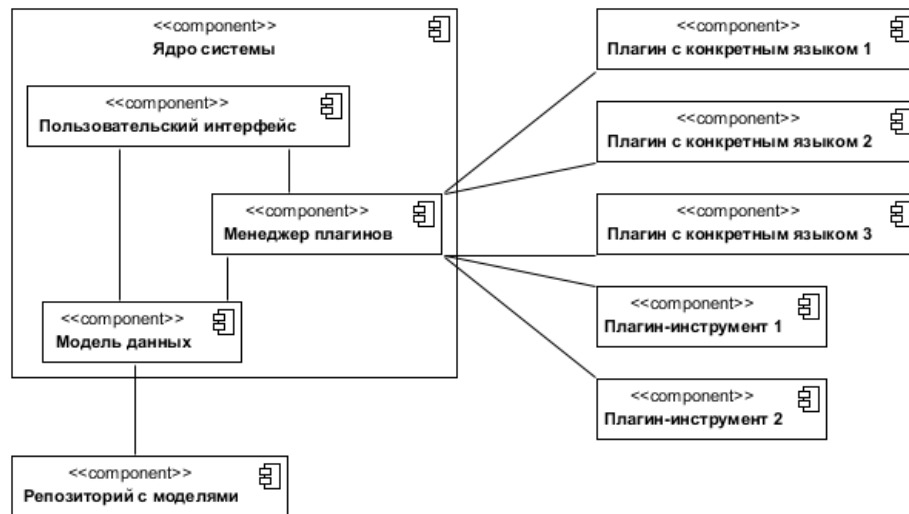 <<component>>
Ядро системы
<<component>>
Пользовательский интерфейс
<<component>>
Менеджер плагинов
<<component>>
Модель данных
<<component>>
Репозиторий с моделями
<<component>>
Плагин с конкретным языком 1
<<component>>
Плагин с конкретным языком 2
<<component>>
Плагин с конкретным языком 3
<<component>>
Плагин-инструмент 1
<<component>>
Плагин-инструмент 2